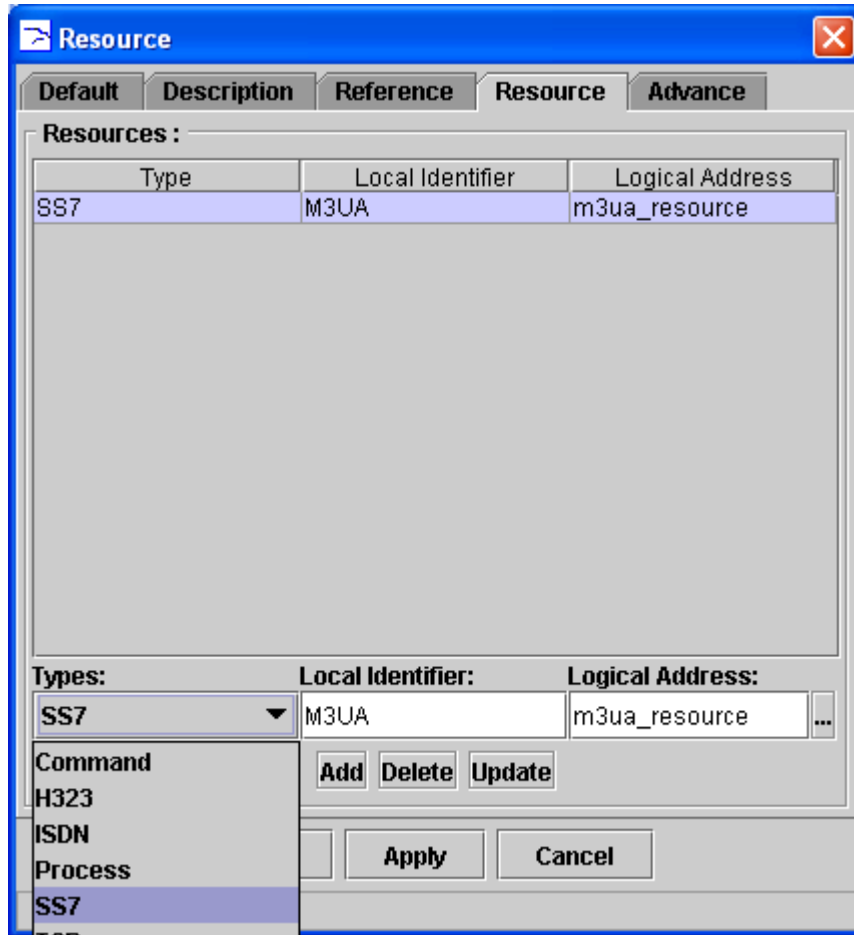 Resource
Default Description Reference Resource Advance
Resources :
Type Local Identifier Logical Address
SS7 M3UA m3ua_resource
Types: Local Identifier: Logical Address:
SS7 M3UA m3ua_resource ...
Command
Add Delete Update
H323
ISDN
Apply Cancel
Process
SS7